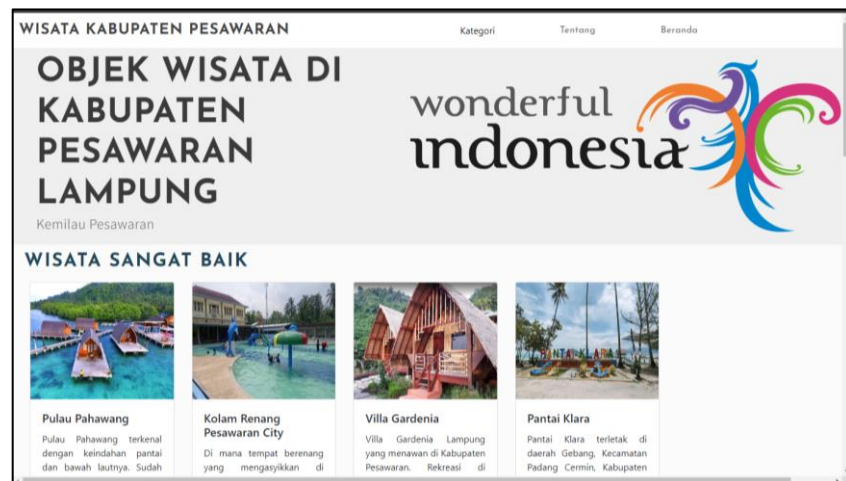 WISATA KABUPATEN PESAWARAN
Kategori
Tentang
Beranda
OBJEK WISATA DI
KABUPATEN
PESAWARAN
LAMPUNG
Kemilau Pesawaran
wonderful
indonesia
WISATA SANGAT BAIK
PANTAI KLARA
Pulau Pahawang
Pulau Pahawang terkenal
dengan keindahan pantai
dan bawah lautnya. Sudah
Kolam Renang
Pesawaran City
Di mana tempat berenang
yang mengasyikkan di
Villa Gardenia
Villa Gardenia Lampung
yang menawan di Kabupaten
Pesawaran. Rekreasi di
Pantai Klara
Pantai Klara terletak di
daerah Gebang, Kecamatan
Padang Cermin, Kabupaten